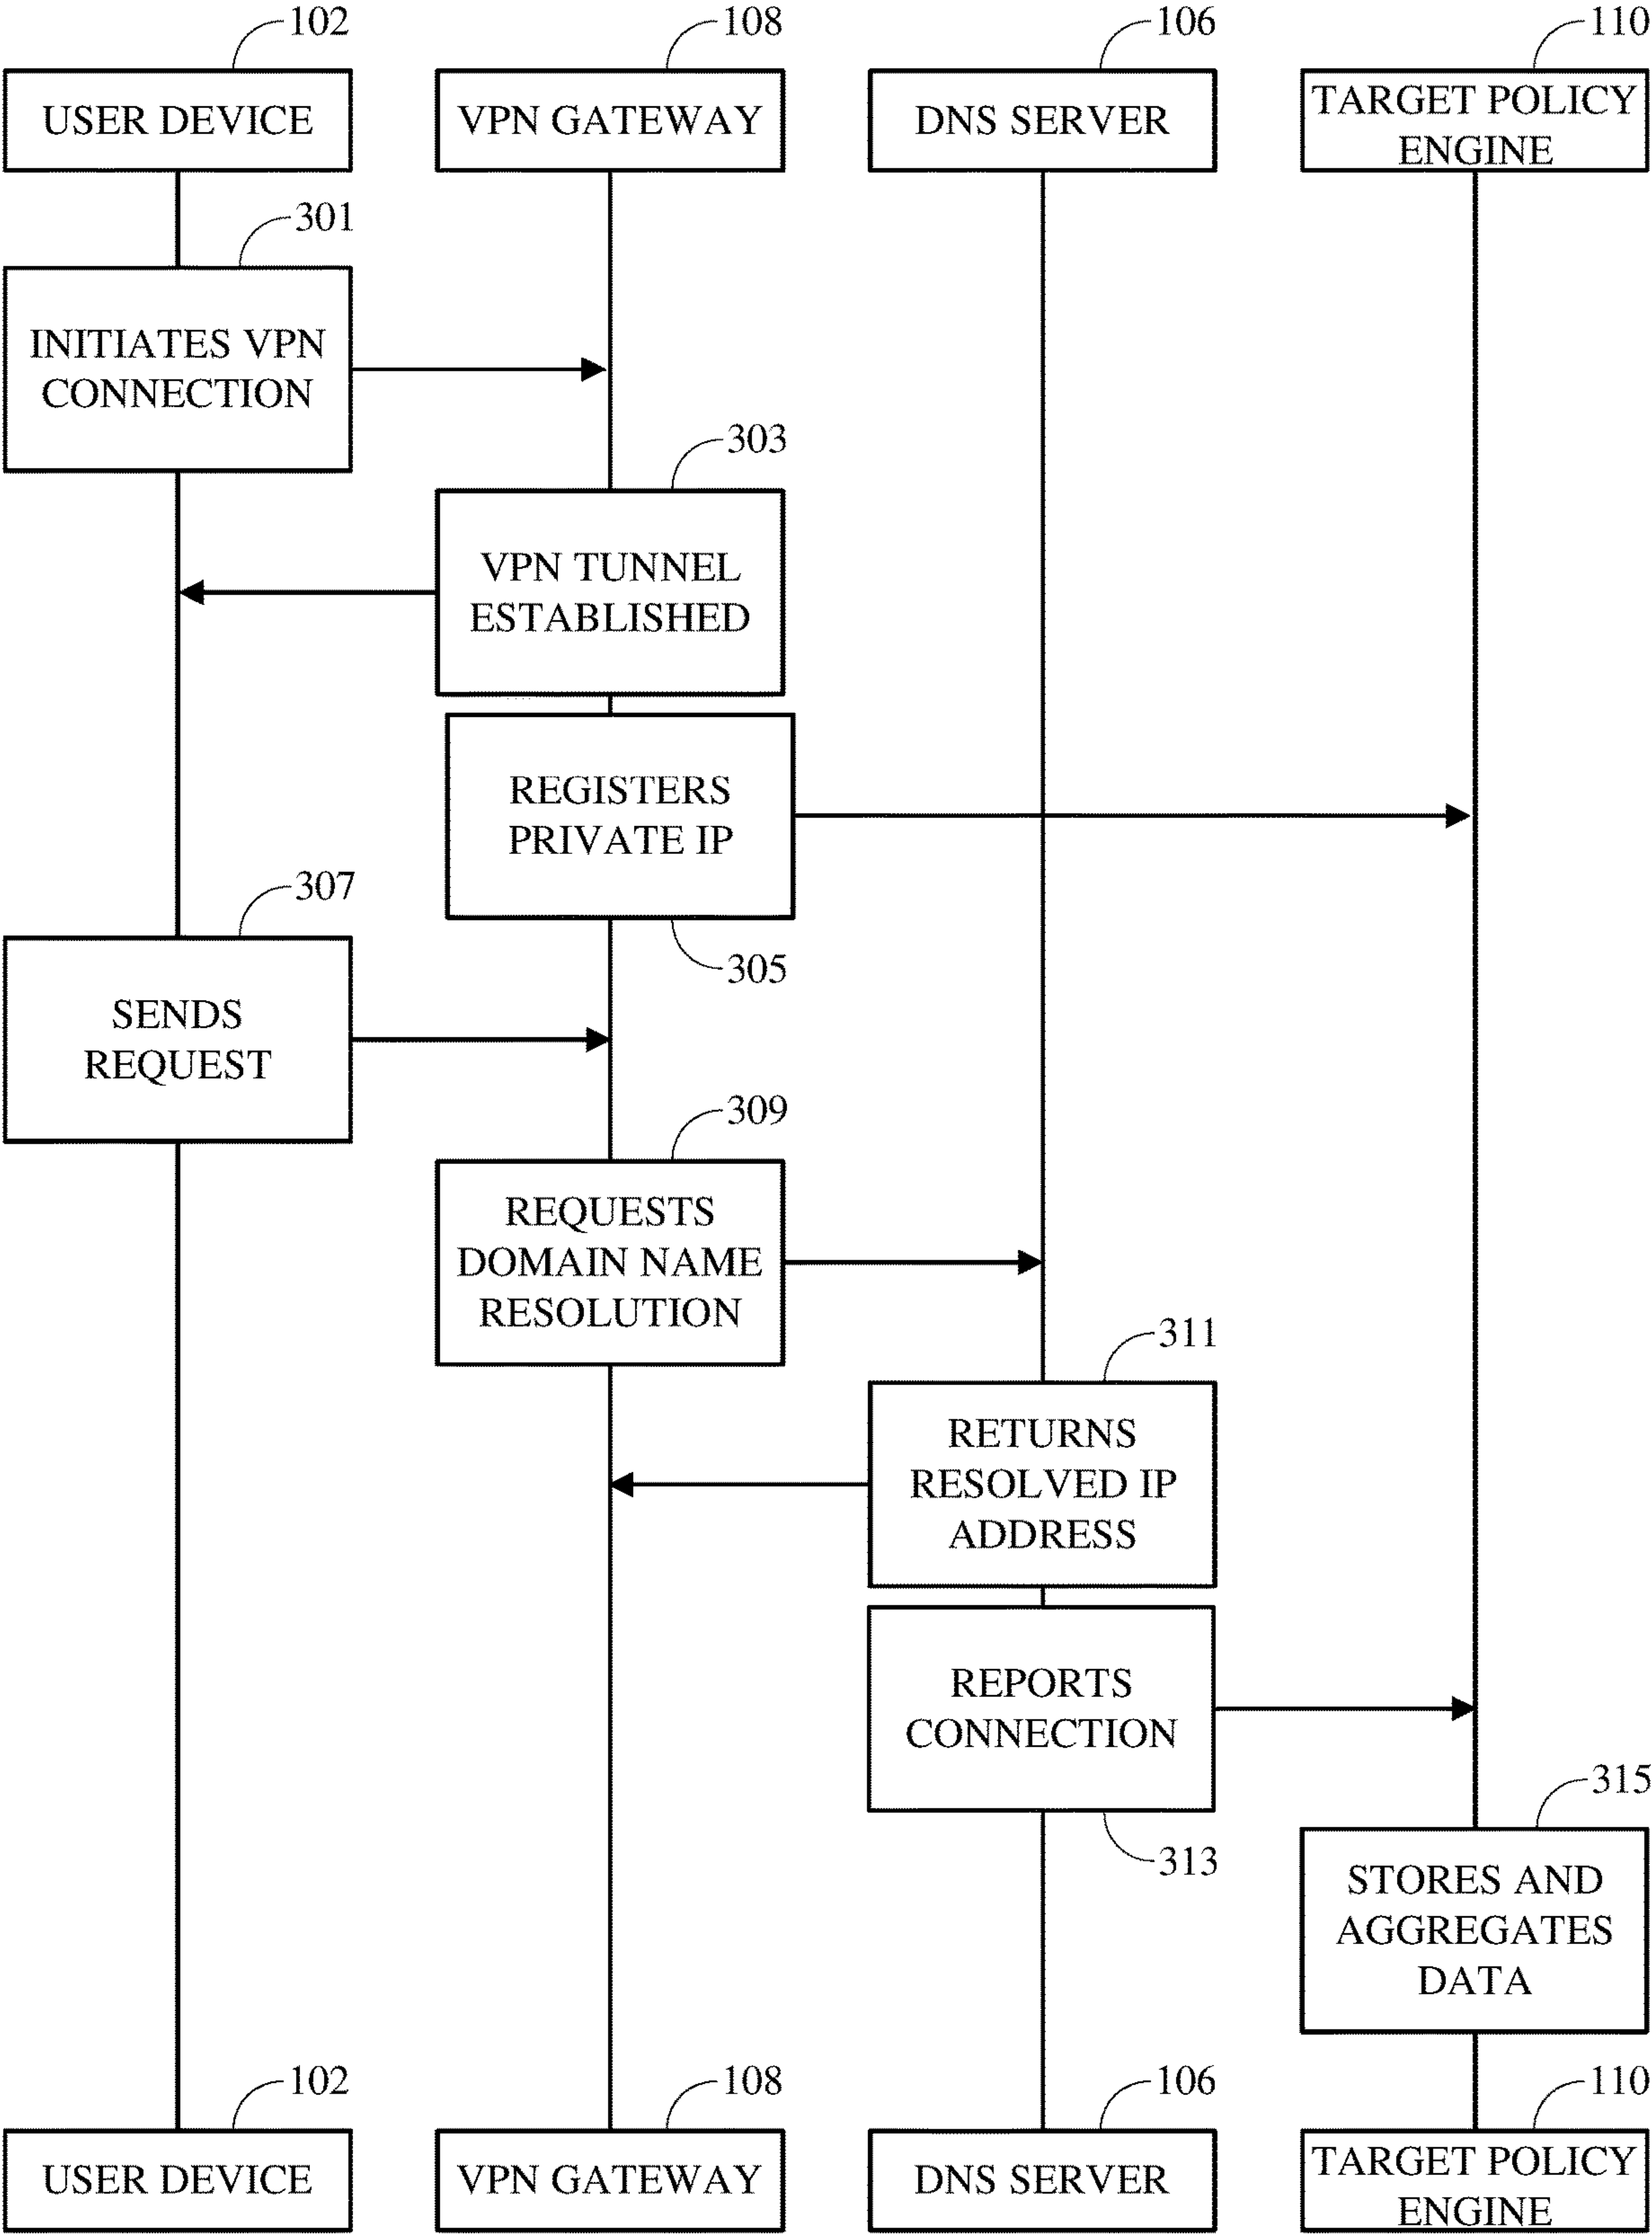 102
108
106
110
USER DEVICE
VPN GATEWAY
DNS SERVER
TARGET POLICY
ENGINE
301
INITIATES VPN
CONNECTION
303
VPN TUNNEL
ESTABLISHED
REGISTERS
PRIVATE IP
305
307
SENDS
REQUEST
309
REQUESTS
DOMAIN NAME
RESOLUTION
311
RETURNS
RESOLVED IP
ADDRESS
REPORTS
CONNECTION
313
315
STORES AND
AGGREGATES
DATA
102
108
106
110
USER DEVICE
VPN GATEWAY
DNS SERVER
TARGET POLICY
ENGINE